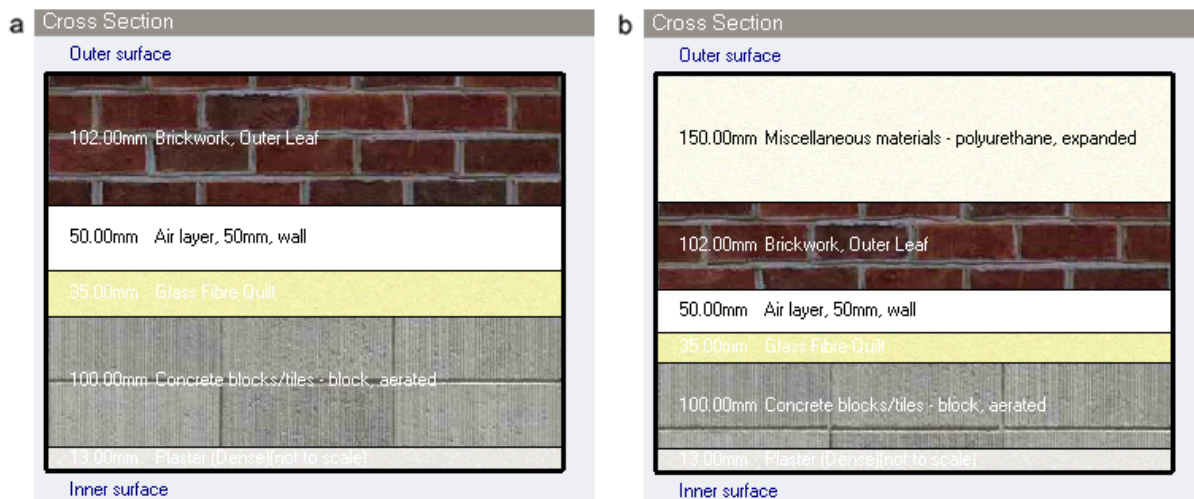 a
Cross Section
Outer surface
102.00mm Brickwork, Outer Leaf
50.00mm Air layer, 50mm, wall
35.00mm Glass Fibre Quilt
100.00mm Concrete blocks/tiles - block, aerated
13.00mm Plaster (Dense)(not to scale)
Inner surface
b
Cross Section
Outer surface
150.00mm Miscellaneous materials - polyurethane, expanded
102.00mm Brickwork, Outer Leaf
50.00mm Air layer, 50mm, wall
35.00mm Glass Fibre Quilt
100.00mm Concrete blocks/tiles - block, aerated
13.00mm Plaster (Dense)(not to scale)
Inner surface